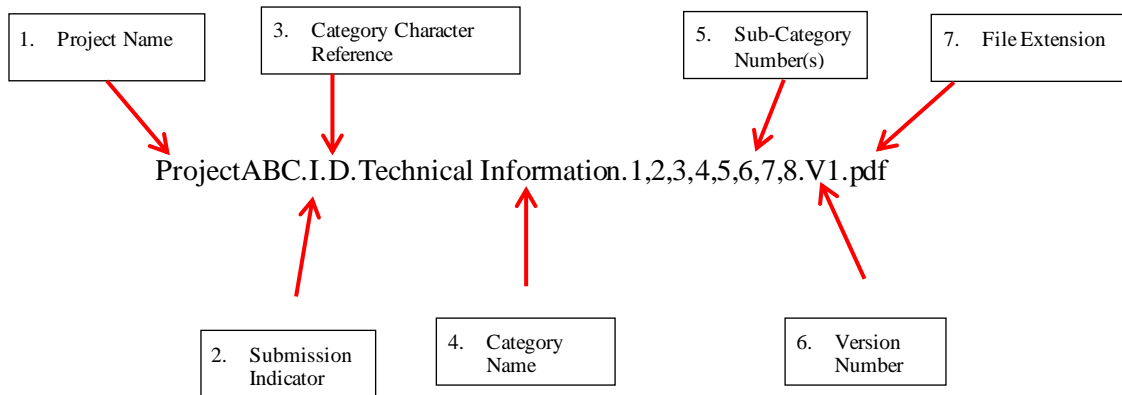 1. Project Name
3. Category Character
Reference
5. Sub-Category
Number(s)
7. File Extension
ProjectABC.I.D.Technical Information.1,2,3,4,5,6,7,8.V1.pdf
2. Submission
Indicator
4. Category
Name
6. Version
Number